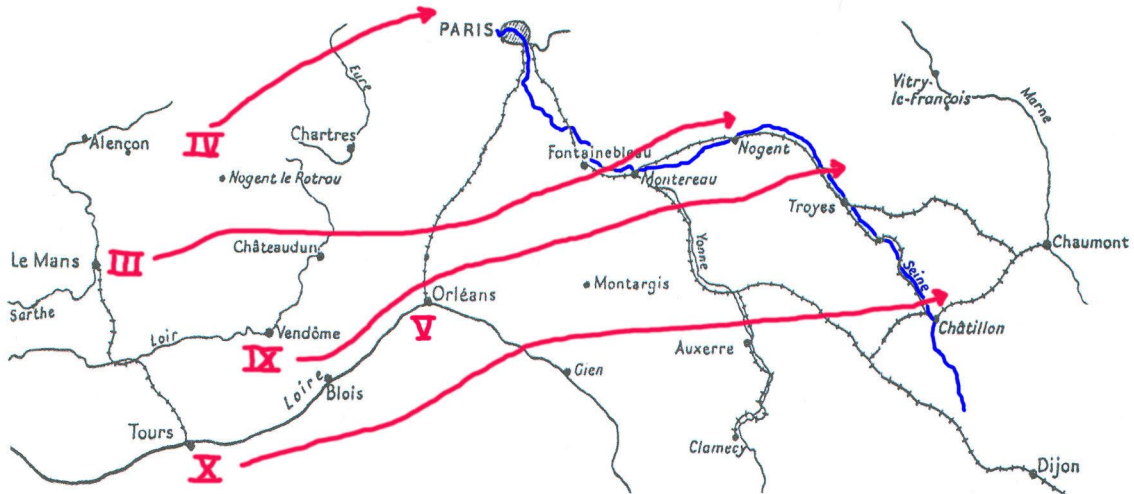 PARIS
Eure
Vitry-
le-François
Marne
Alençon
IV
Chartres
Nogent
Fontainebleau
Nogent le Rotrou
Montereau
Troyes
Châteaudun
Yonne
Chaumont
Le Mans
III
Seine
Sarthe
Orléans
Montargis
Loir
Vendôme
V
Châtillon
IX
Auxerre
Loire
Blois
Gien
Tours
Clamecy
X
Dijon